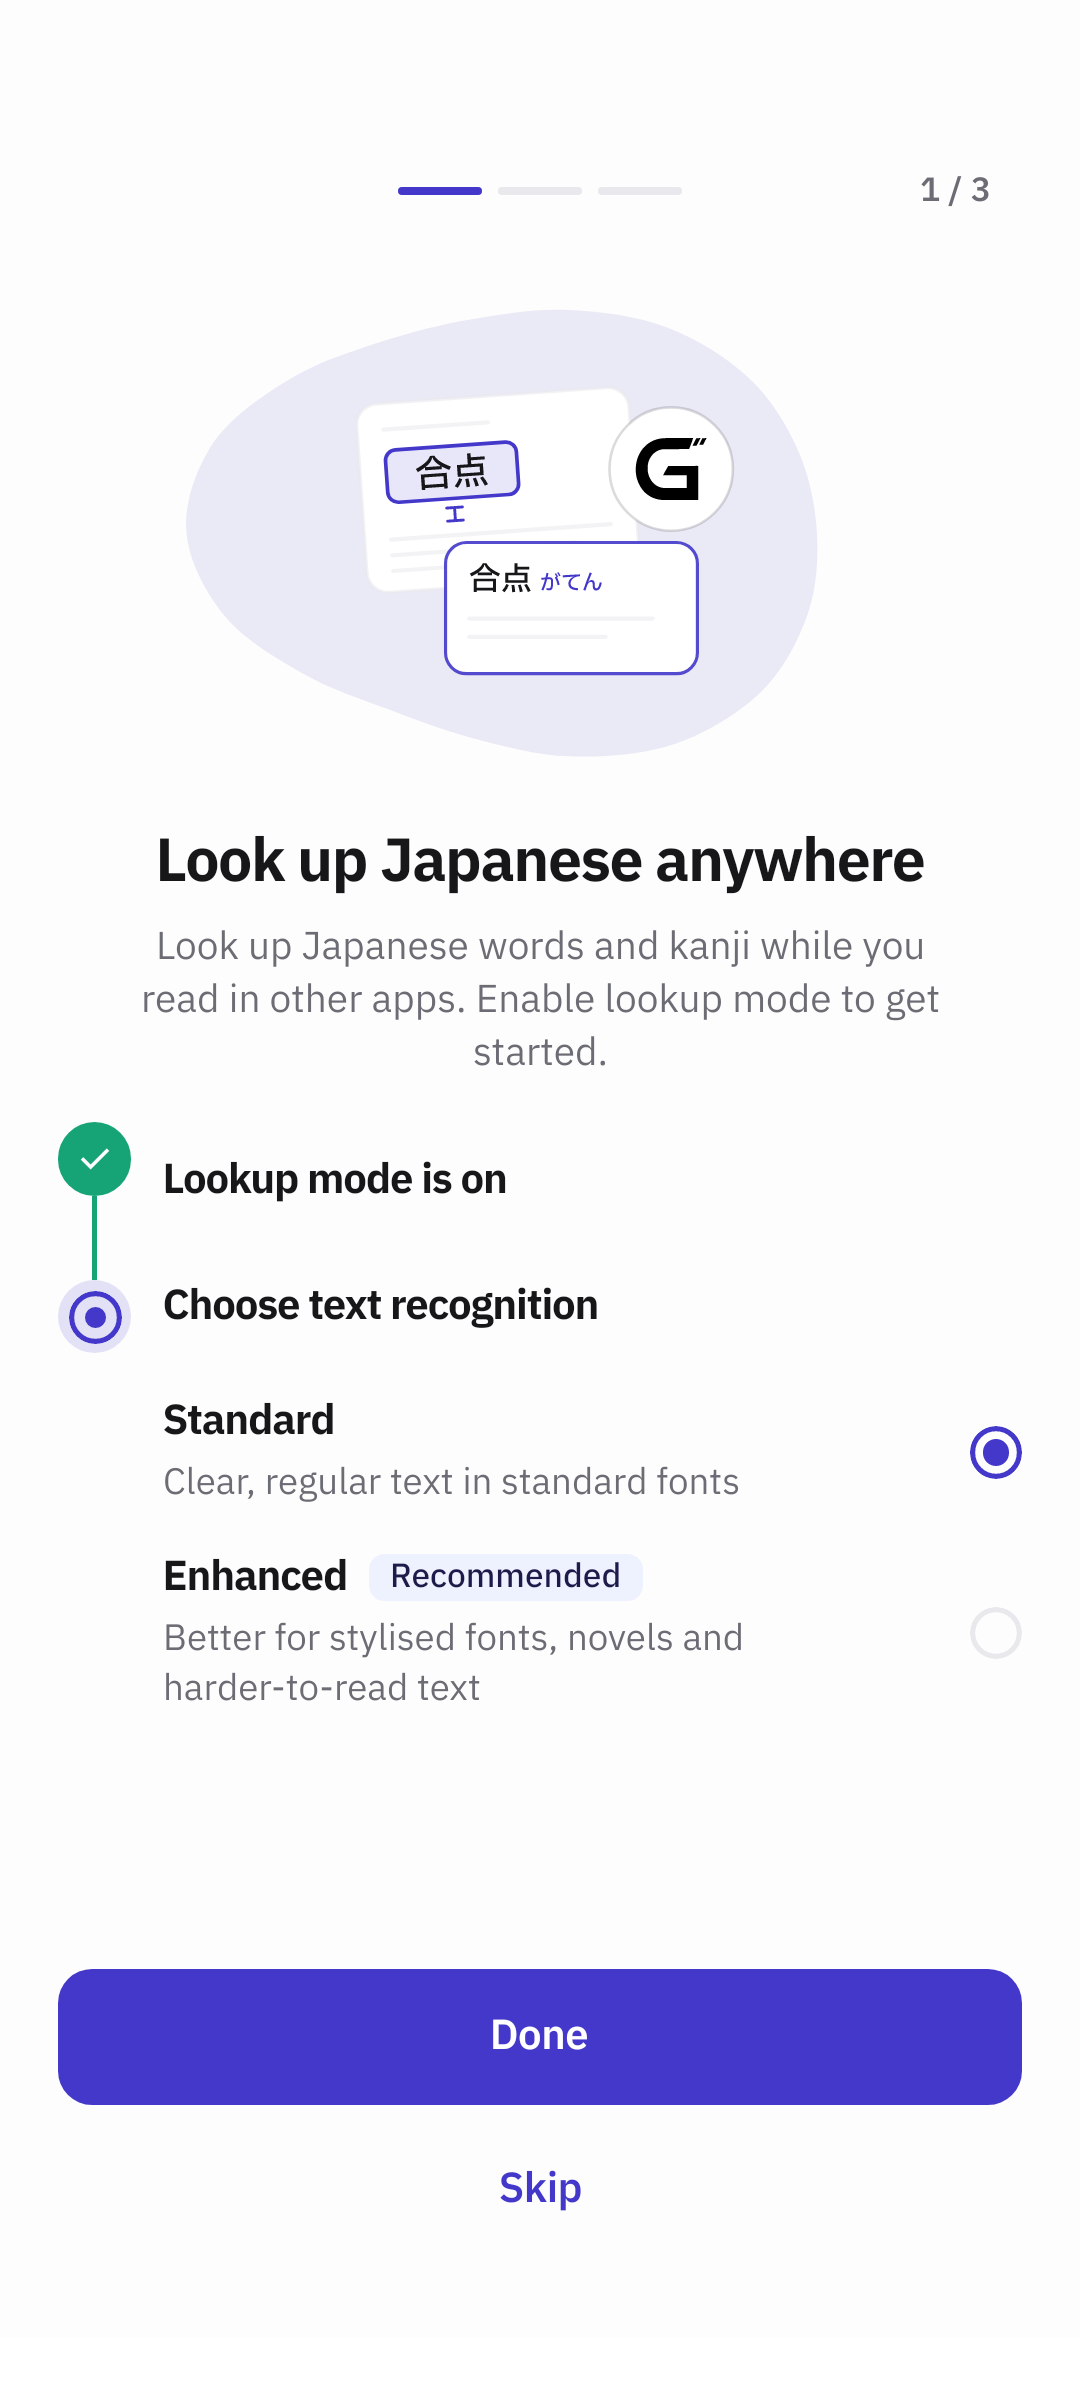 1 / 3
合点
合点 がてん
Look up Japanese anywhere
Look up Japanese words and kanji while you
read in other apps. Enable lookup mode to get
started.
Lookup mode is on
Choose text recognition
Standard
Clear, regular text in standard fonts
Enhanced Recommended
Better for stylised fonts, novels and
harder-to-read text
Done
Skip